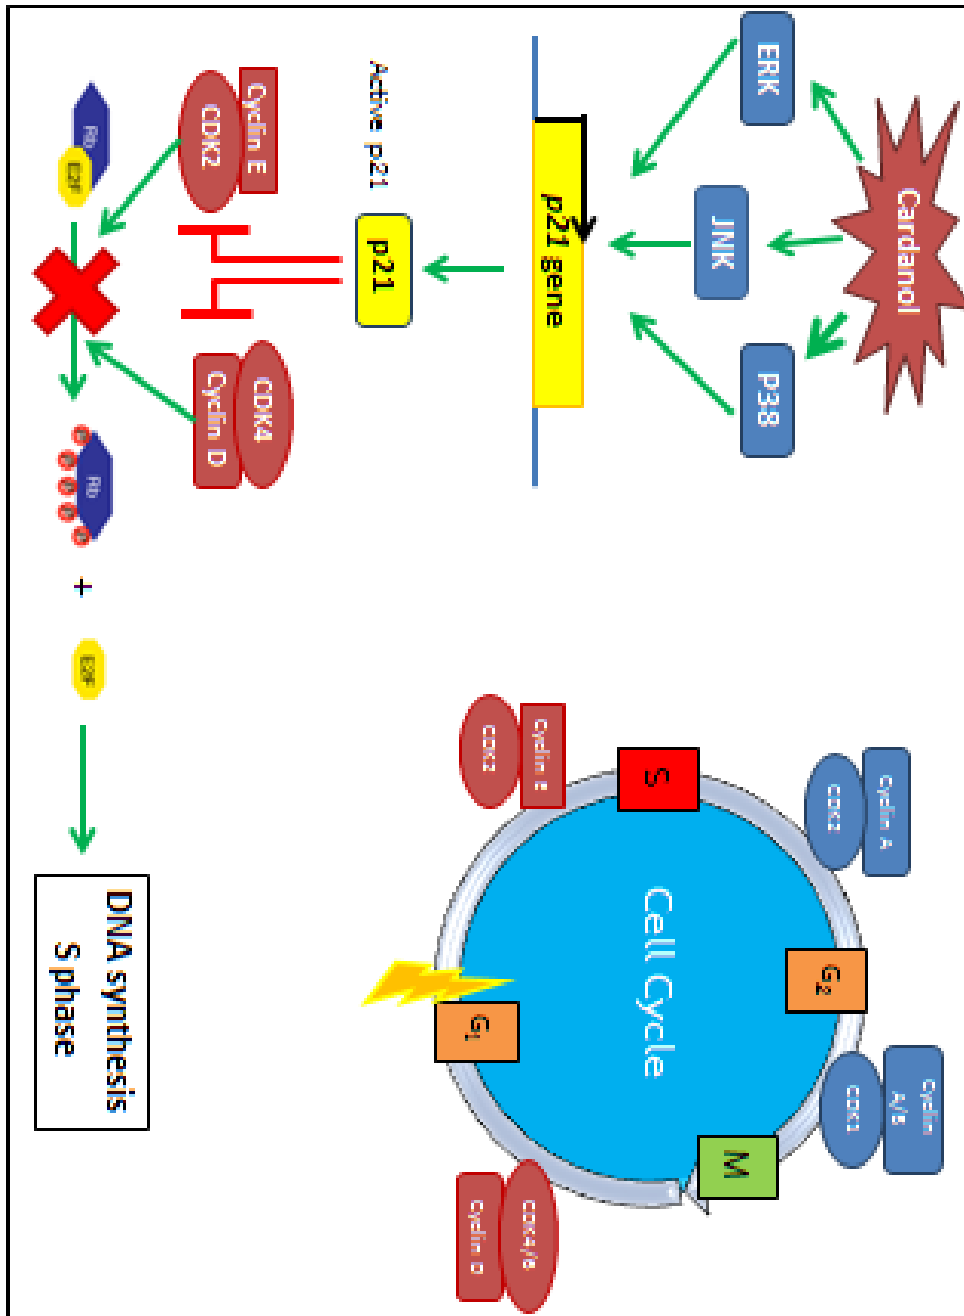 Cardanol
ERK
JNK
P38
p21 gene
Active p21
p21
Cyclin E
CDK2
CDK4
Cyclin D
Rb
E2F
Rb
P
P
P
P
P
+
E2F
DNA synthesis
S phase
Cell Cycle
Cyclin A
CDK2
G2
Cyclin
CDK1
M
S
Cyclin E
CDK2
G1
CDK4/6
Cyclin D